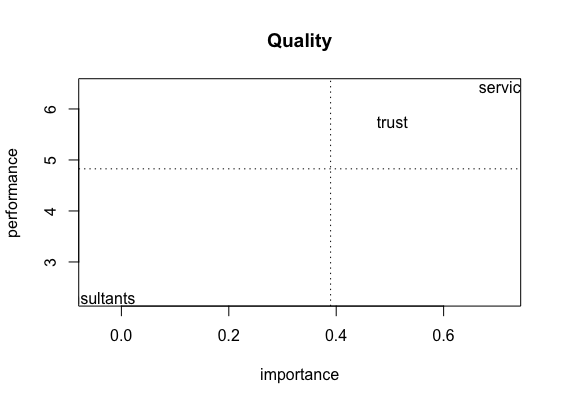 Quality
servic
trust
performance
6
5
4
3
sultants
0.0 0.2 0.4 0.6
importance